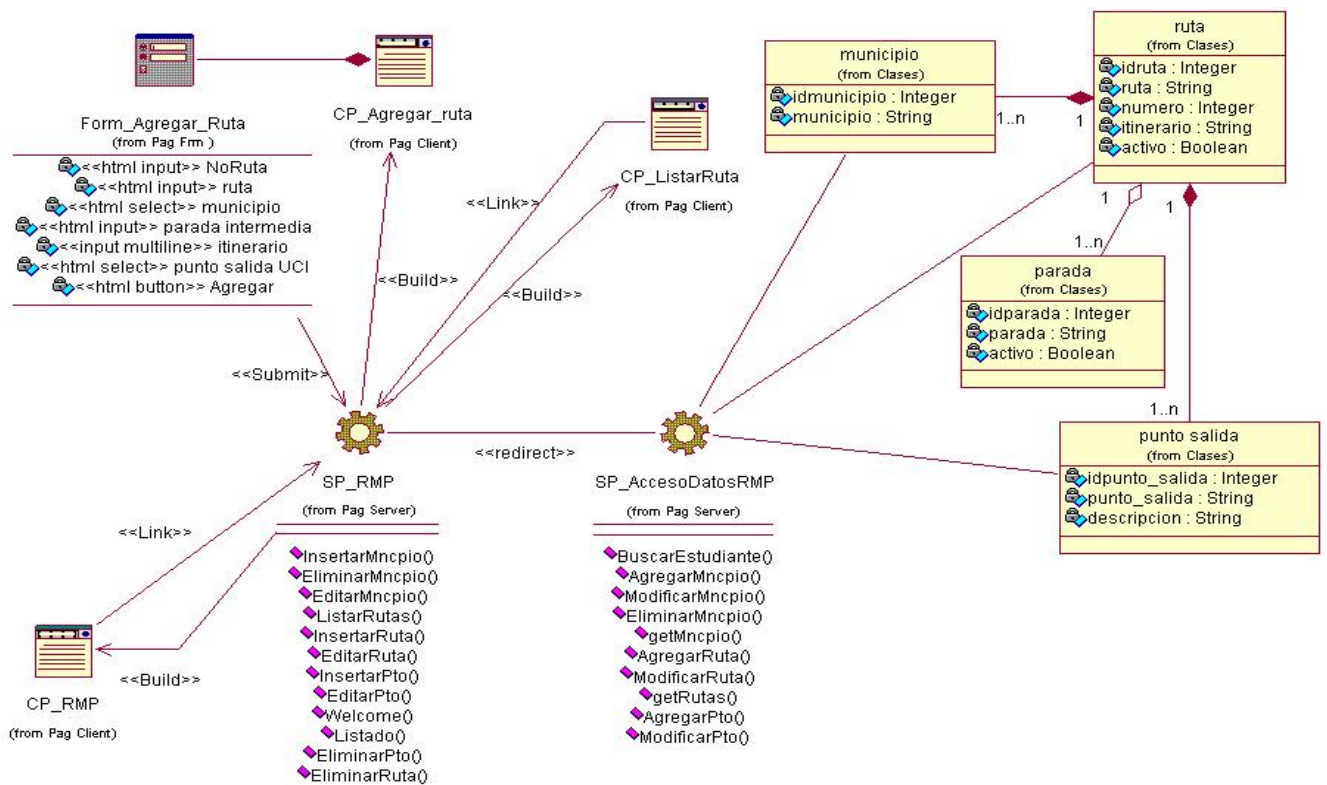 Form_Agregar_Ruta
(from Pag Frm )
<<html input>> NoRuta
<<html input>> ruta
<<html select>> municipio
<<html input>> parada intermedia
<<input multiline>> itinerario
<<html select>> punto salida UCI
<<html button>> Agregar
CP_Agregar_ruta
(from Pag Client)
CP_ListarRuta
(from Pag Client)
<<Link>>
<<Build>>
<<Build>>
<<Submit>>
municipio
(from Clases)
idmunicipio : Integer
municipio : String
1..n
1
ruta
(from Clases)
idruta : Integer
ruta : String
numero : Integer
itinerario : String
activo : Boolean
1
1
1..n
parada
(from Clases)
idparada : Integer
parada : String
activo : Boolean
1..n
punto salida
(from Clases)
idpunto_salida : Integer
punto_salida : String
descripcion : String
<<redirect>>
SP_RMP
(from Pag Server)
InsertarMncpio()
EliminarMncpio()
EditarMncpio()
ListarRutas()
InsertarRuta()
EditarRuta()
InsertarPto()
EditarPto()
Welcome()
Listado()
EliminarPto()
EliminarRuta()
SP_AccesoDatosRMP
(from Pag Server)
BuscarEstudiante()
AgregarMncpio()
ModificarMncpio()
EliminarMncpio()
getMncpio()
AgregarRuta()
ModificarRuta()
getRutas()
AgregarPto()
ModificarPto()
<<Link>>
<<Build>>
CP_RMP
(from Pag Client)